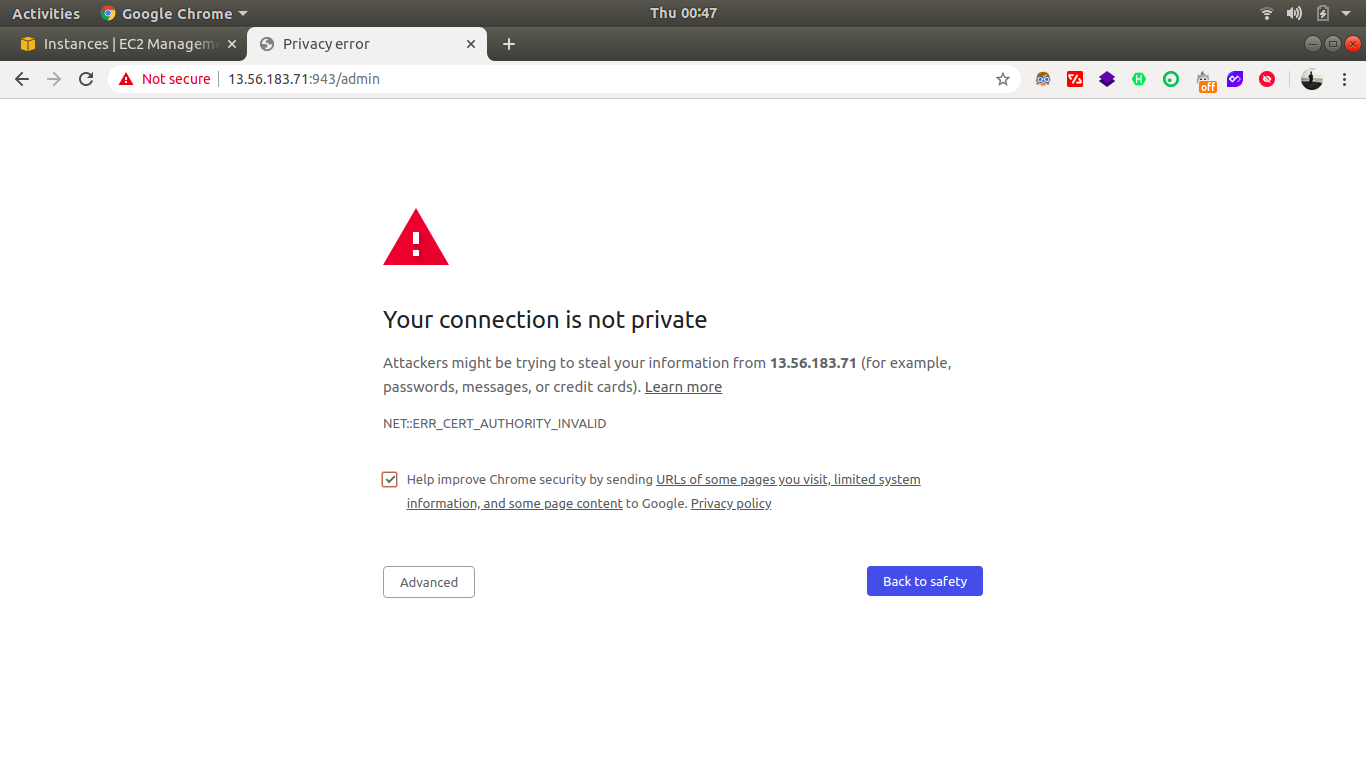 Activities Google Chrome Thu 00:47
Instances | EC2 Managem Privacy error
Not secure 13.56.183.71:943/admin off
Your connection is not private
Attackers might be trying to steal your information from 13.56.183.71 (for example,
passwords, messages, or credit cards). Learn more
NET::ERR_CERT_AUTHORITY_INVALID
Help improve Chrome security by sending URLs of some pages you visit, limited system
information, and some page content to Google. Privacy policy
Advanced Back to safety